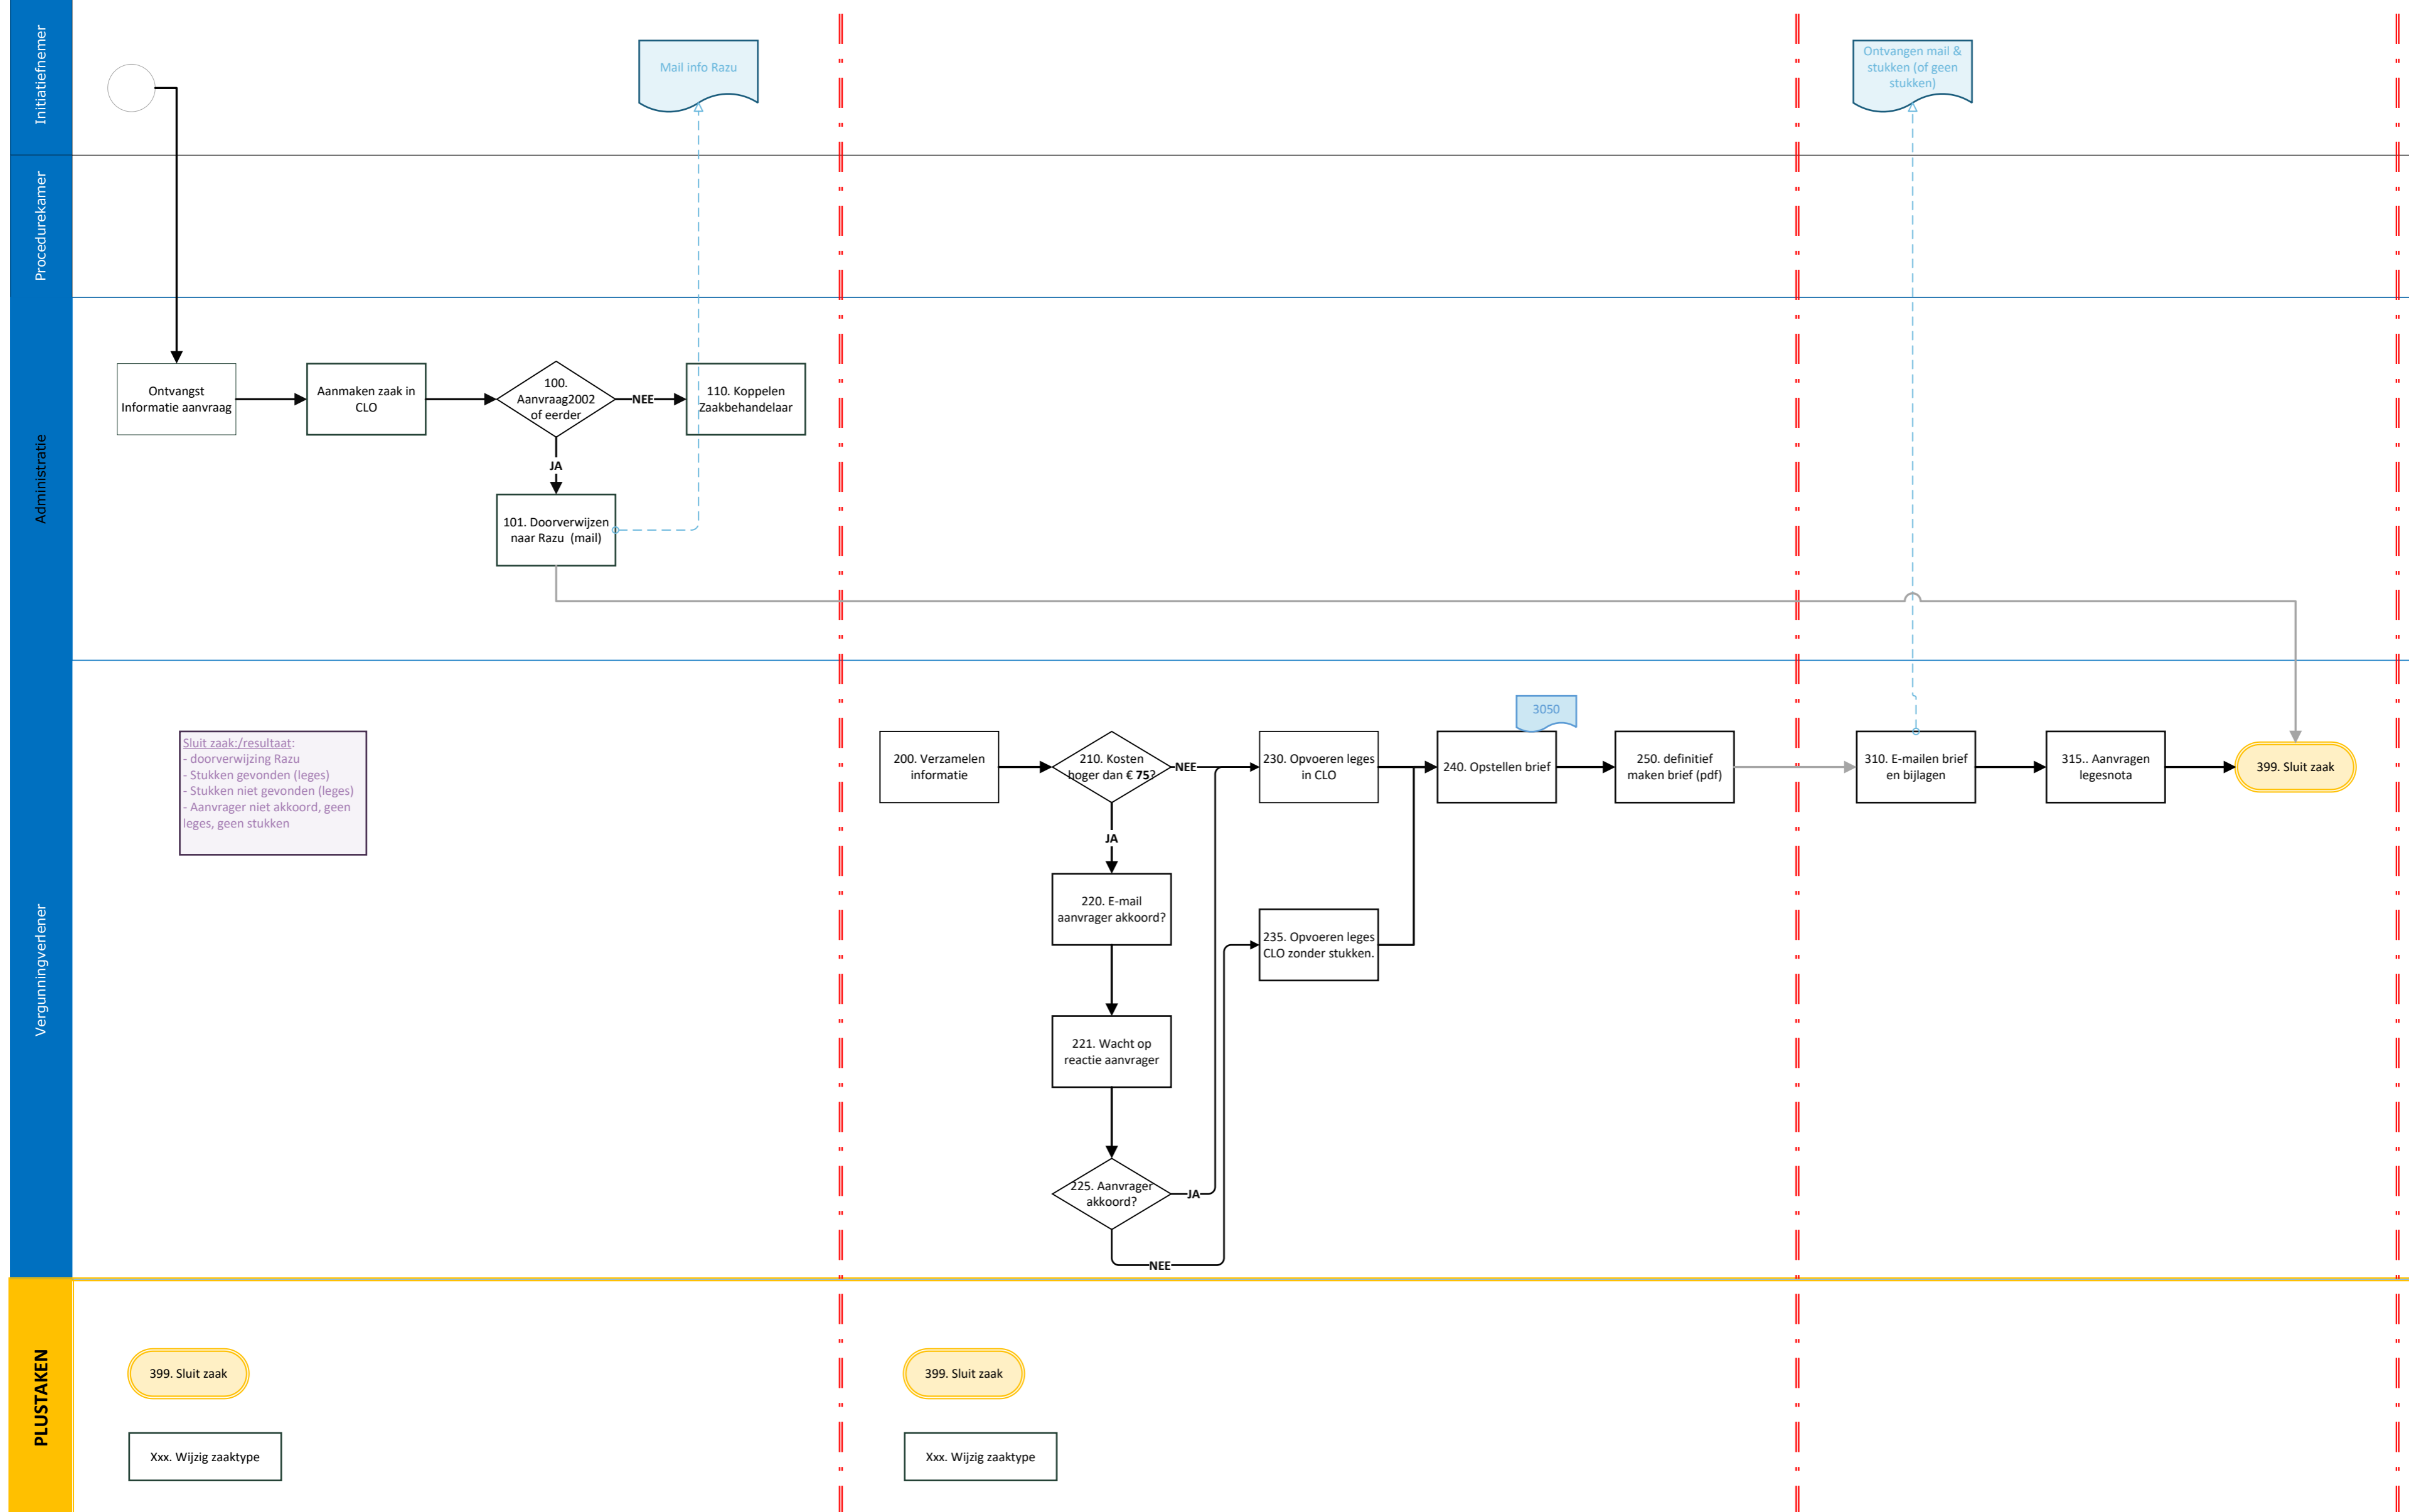 Initiatiefnemer
Mail info Razu
Ontvangen mail &
stukken (of geen
stukken)
Procedurekamer
Administratie
Ontvangst
Informatie aanvraag
Aanmaken zaak in
CLO
100.
Aanvraag2002
of eerder
NEE
110. Koppelen
Zaakbehandelaar
JA
101. Doorverwijzen
naar Razu (mail)
Vergunningverlener
Sluit zaak:/resultaat:
- doorverwijzing Razu
- Stukken gevonden (leges)
- Stukken niet gevonden (leges)
- Aanvrager niet akkoord, geen
leges, geen stukken
200. Verzamelen
informatie
210. Kosten
hoger dan € 75?
NEE
230. Opvoeren leges
in CLO
3050
240. Opstellen brief
250. definitief
maken brief (pdf)
310. E-mailen brief
en bijlagen
315.. Aanvragen
legesnota
399. Sluit zaak
JA
220. E-mail
aanvrager akkoord?
235. Opvoeren leges
CLO zonder stukken.
221. Wacht op
reactie aanvrager
225. Aanvrager
akkoord?
JA
NEE
PLUSTAKEN
399. Sluit zaak
Xxx. Wijzig zaaktype
399. Sluit zaak
Xxx. Wijzig zaaktype